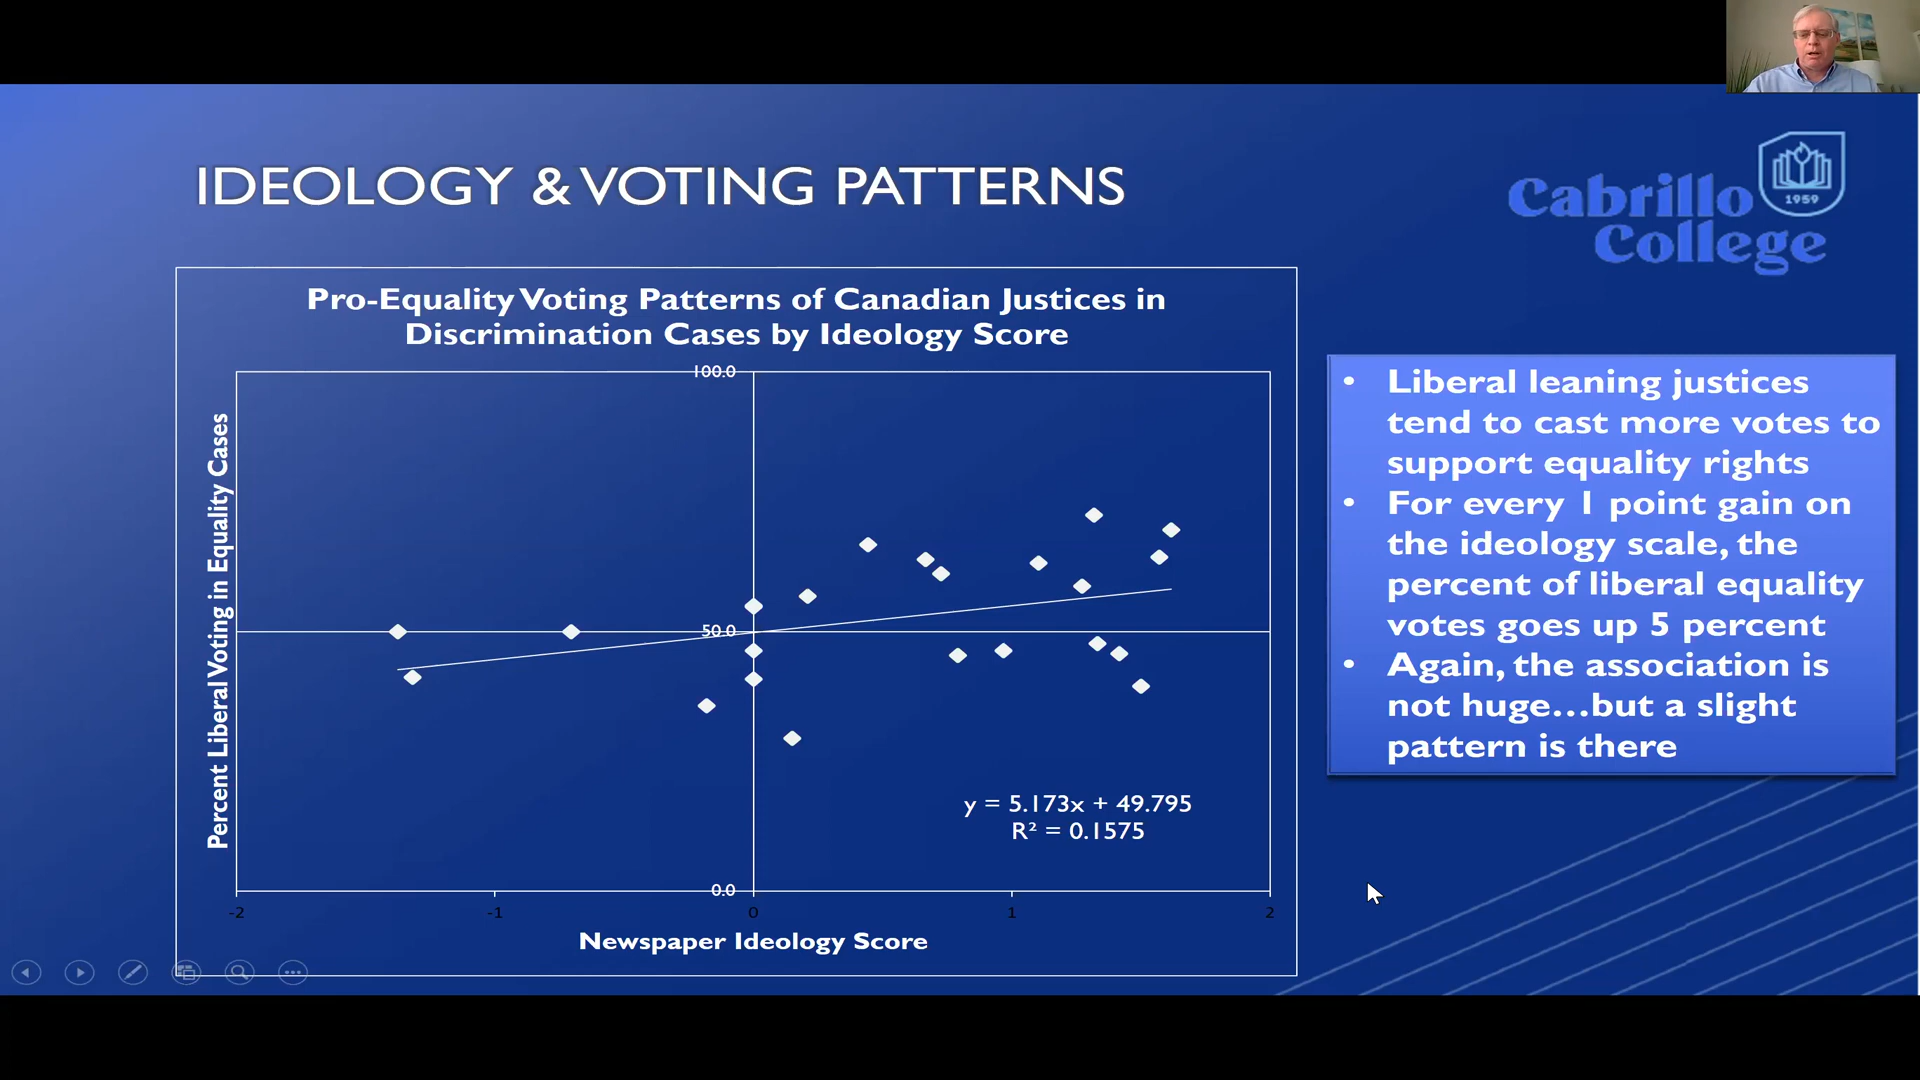 IDEOLOGY & VOTING PATTERNS
Cabrillo
College
1959
Pro-Equality Voting Patterns of Canadian Justices in
Discrimination Cases by Ideology Score
Percent Liberal Voting in Equality Cases
100.0
50.0
0.0
-2
-1
0
1
2
Newspaper Ideology Score
y = 5.173x + 49.795
R² = 0.1575
• Liberal leaning justices
tend to cast more votes to
support equality rights
• For every 1 point gain on
the ideology scale, the
percent of liberal equality
votes goes up 5 percent
• Again, the association is
not huge...but a slight
pattern is there